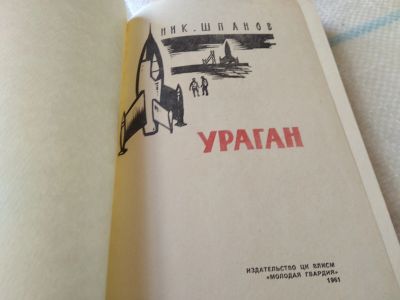 НИК. ШПАНОВ
УРАГАН
ИЗДАТЕЛЬСТВО ЦК ВЛКСМ
«МОЛОДАЯ ГВАРДИЯ»
1961